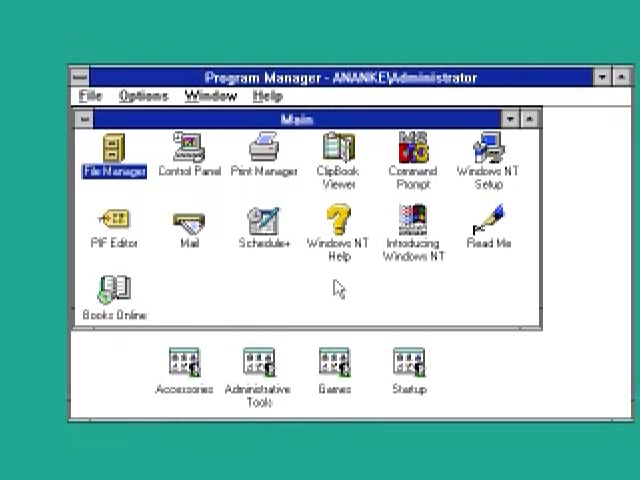 Program Manager - ANANKE\Administrator
File Options Window Help
Main
File Manager
Control Panel
Print Manager
ClipBook
Viewer
Command
Prompt
Windows NT
Setup
PIF Editor
Mail
Schedule+
Windows NT
Help
Introducing
Windows NT
Read Me
Books Online
Accessories
Administrative
Tools
Games
Startup